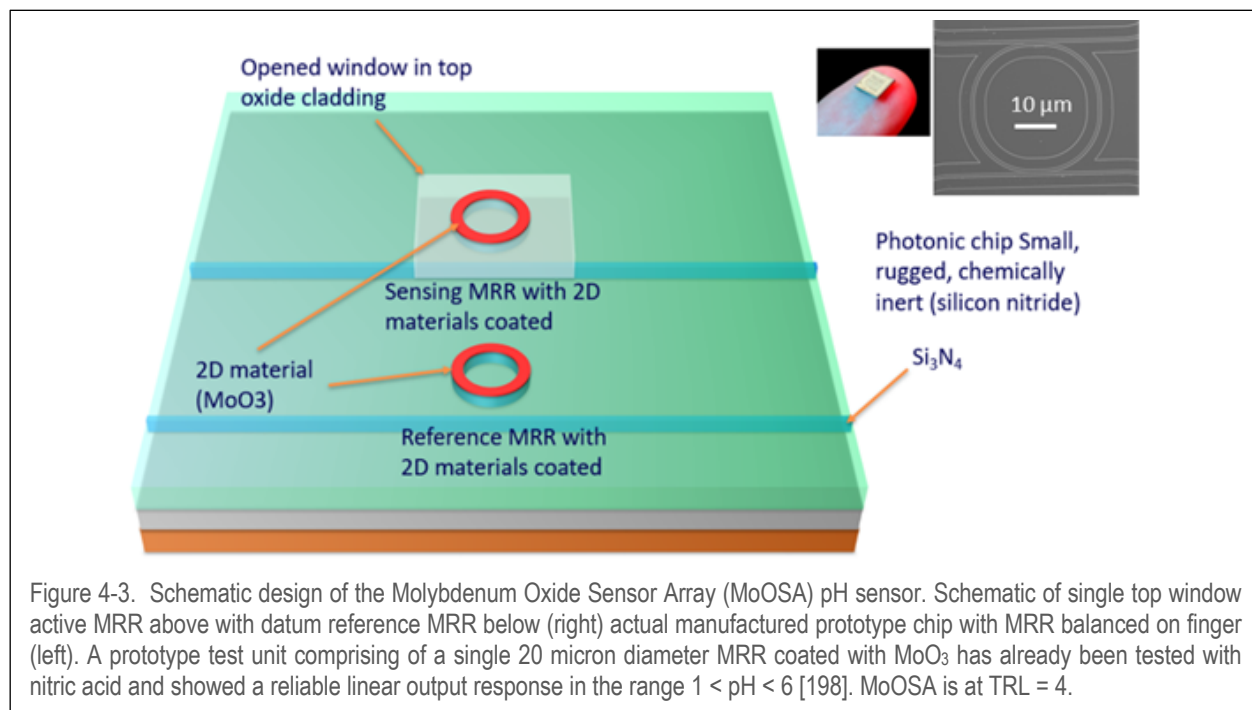 Opened window in top
oxide cladding
10 µm
Photonic chip Small,
rugged, chemically
inert (silicon nitride)
Sensing MRR with 2D
materials coated
2D material
(MoO3)
Si₃N₄
Reference MRR with
2D materials coated
Figure 4-3. Schematic design of the Molybdenum Oxide Sensor Array (MoOSA) pH sensor. Schematic of single top window
active MRR above with datum reference MRR below (right) actual manufactured prototype chip with MRR balanced on finger
(left). A prototype test unit comprising of a single 20 micron diameter MRR coated with MoO₃ has already been tested with
nitric acid and showed a reliable linear output response in the range 1 < pH < 6 [198]. MoOSA is at TRL = 4.